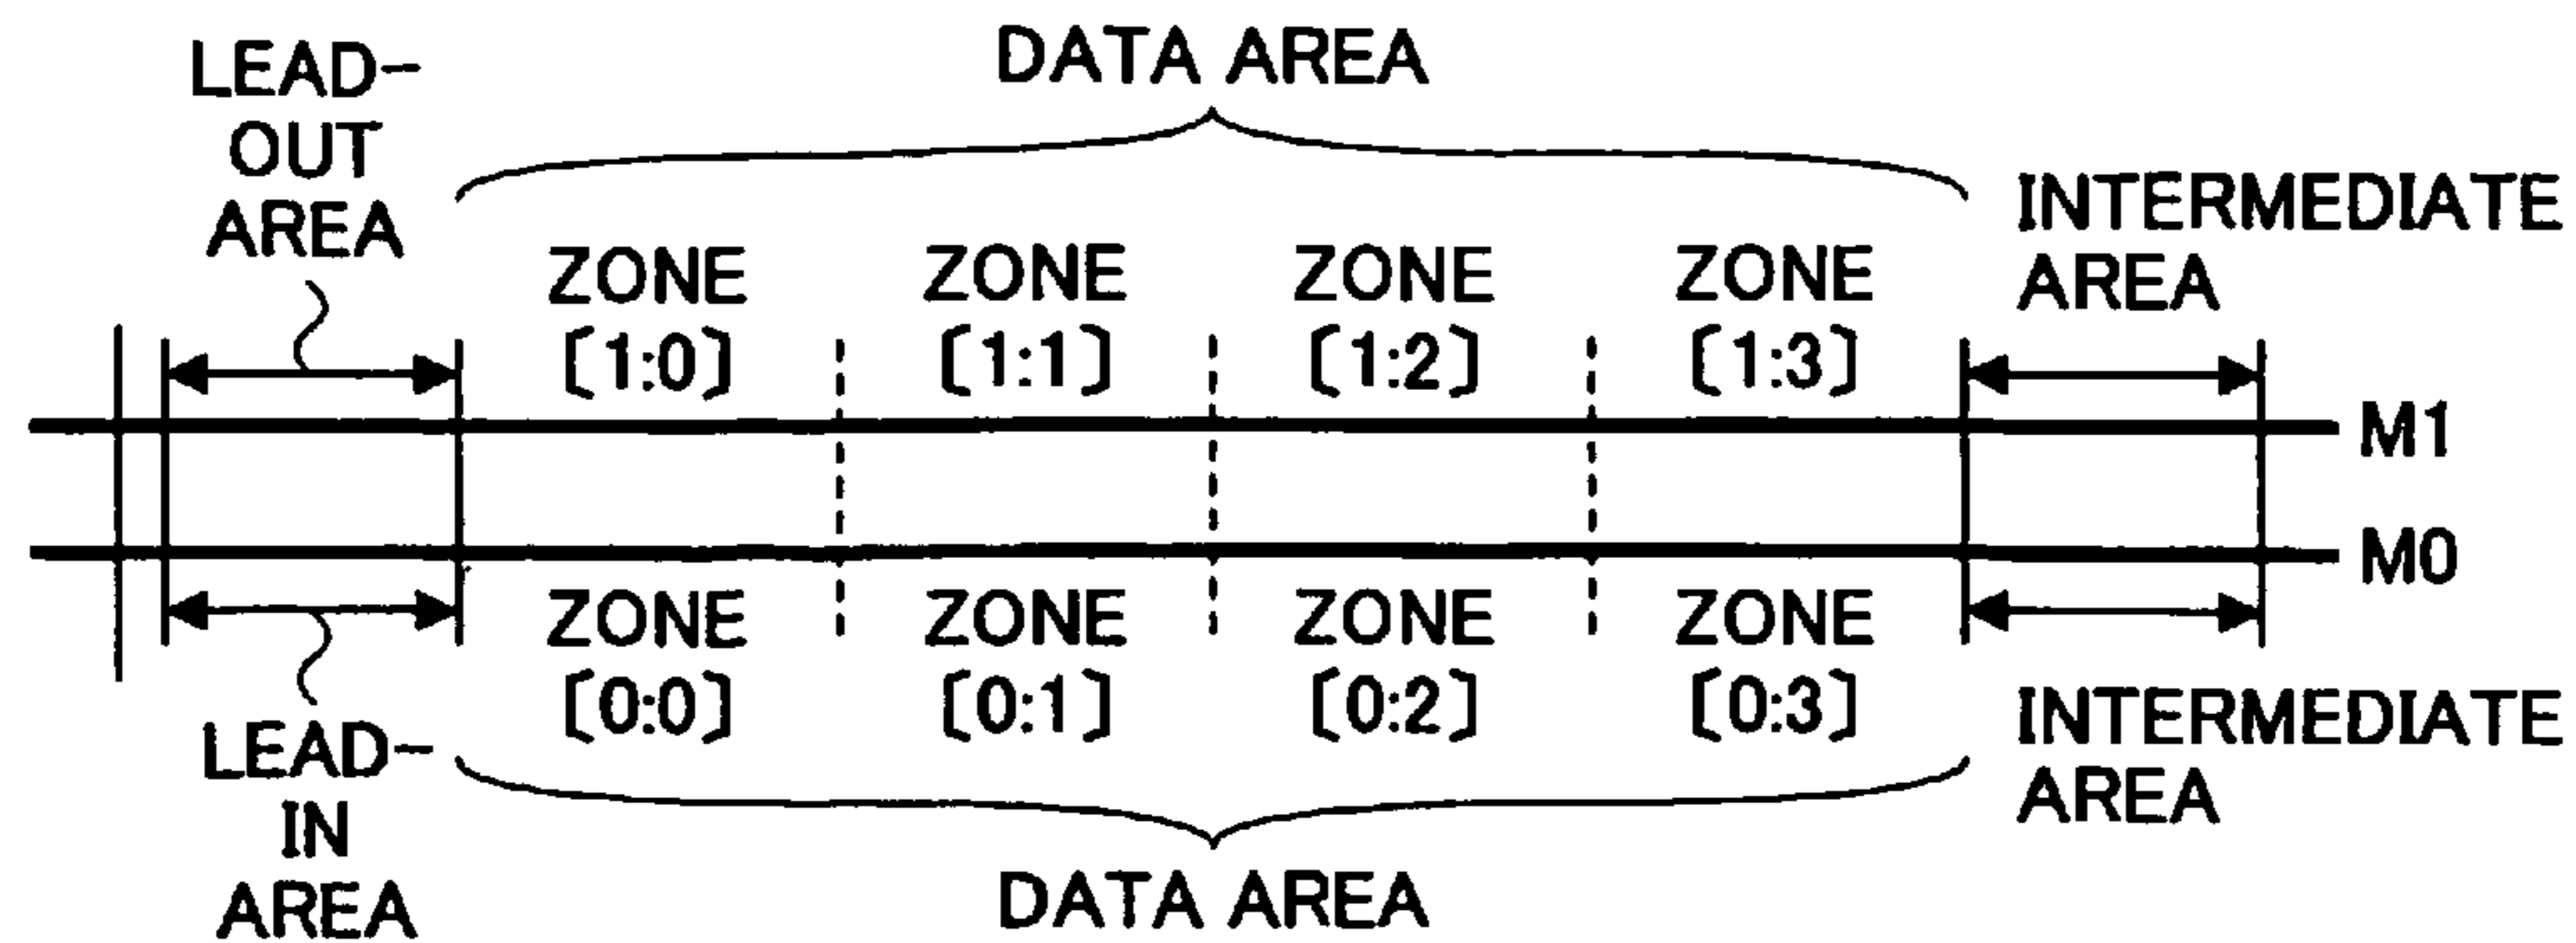 LEAD-
OUT
AREA
DATA AREA
INTERMEDIATE
AREA
ZONE
[1:0]
ZONE
[1:1]
ZONE
[1:2]
ZONE
[1:3]
M1
M0
ZONE
[0:0]
ZONE
[0:1]
ZONE
[0:2]
ZONE
[0:3]
LEAD-
IN
AREA
DATA AREA
INTERMEDIATE
AREA